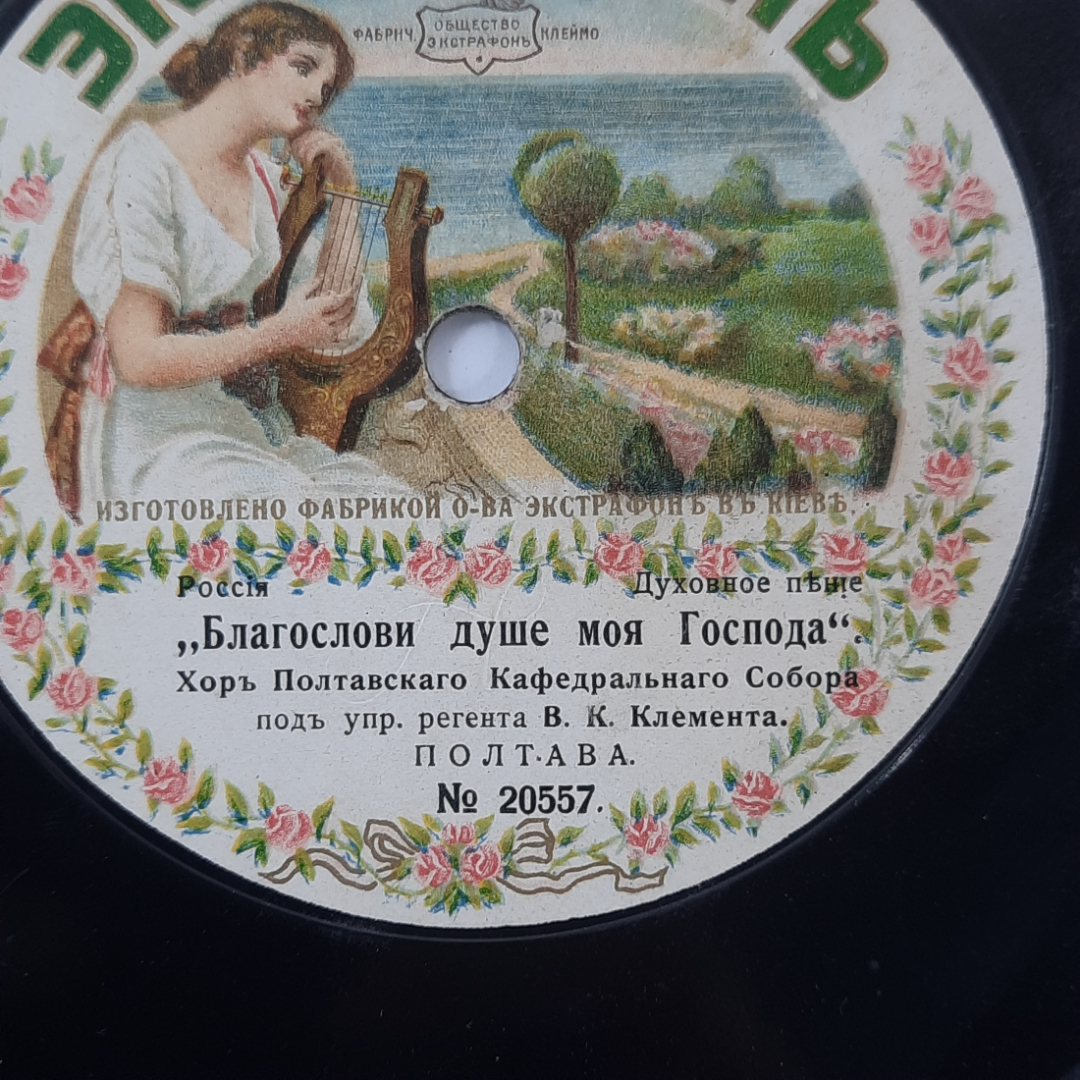 ФАБРИЧ. ОБЩЕСТВО ЭКСТРАФОНЪ КЛЕЙМО
ИЗГОТОВЛЕНО ФАБРИКОЙ О-ВА ЭКСТРАФОНЪ ВЪ КІЕВѢ.
Россія Духовное пѣніе
„Благослови душе моя Господа“.
Хоръ Полтавскаго Кафедральнаго Собора
подъ упр. регента В. К. Клемента.
ПОЛТАВА.
№ 20557.